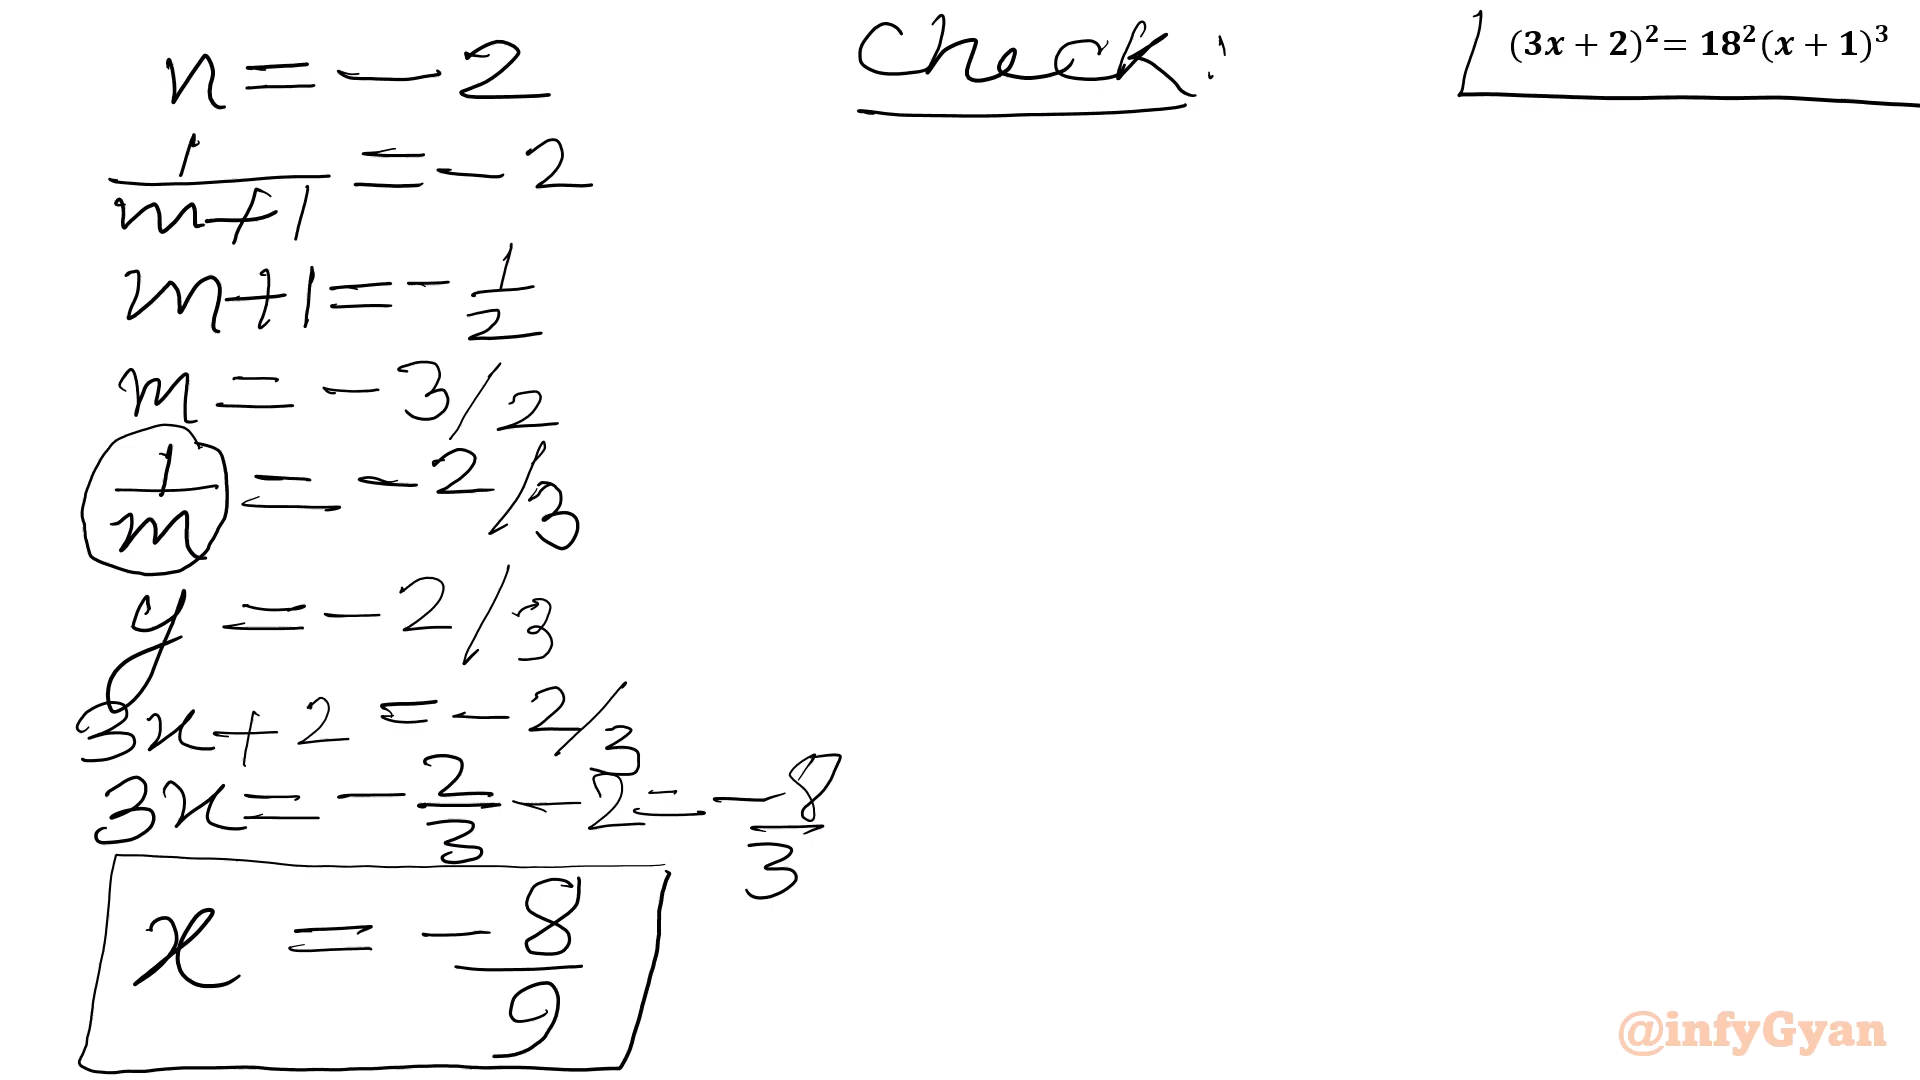 n = -2
1/(m+1) = -2
m+1 = -1/2
m = -3/2
1/m = -2/3
y = -2/3
3x+2 = -2/3
3x = -2/3 - 2 = -8/3
x = -8/9
Check:
(3x + 2)²= 18²(x + 1)³
@infyGyan